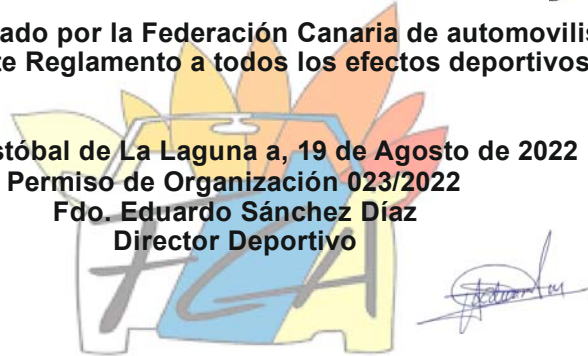 ado por la Federación Canaria de automovilis
te Reglamento a todos los efectos deportivos
stóbal de La Laguna a, 19 de Agosto de 2022
Permiso de Organización 023/2022
Fdo. Eduardo Sánchez Díaz
Director Deportivo
FCA